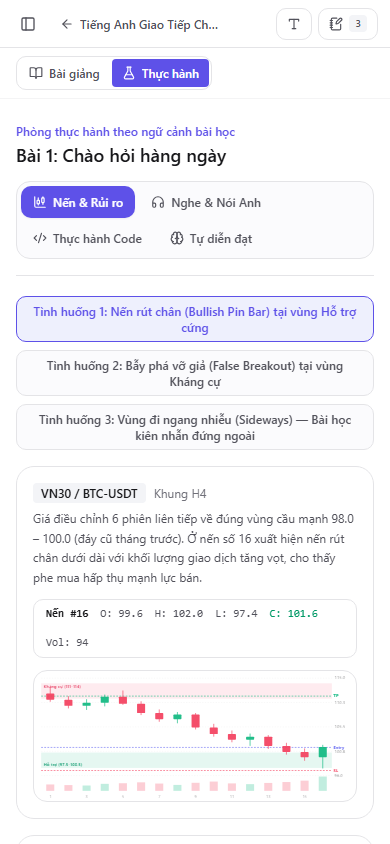 Tiếng Anh Giao Tiếp Ch...
3
Bài giảng
Thực hành
Phòng thực hành theo ngữ cảnh bài học
Bài 1: Chào hỏi hàng ngày
Nến & Rủi ro
Nghe & Nói Anh
Thực hành Code
Tự diễn đạt
Tình huống 1: Nến rút chân (Bullish Pin Bar) tại vùng Hỗ trợ
cứng
Tình huống 2: Bẫy phá vỡ giả (False Breakout) tại vùng
Kháng cự
Tình huống 3: Vùng đi ngang nhiễu (Sideways) — Bài học
kiên nhẫn đứng ngoài
VN30 / BTC-USDT Khung H4
Giá điều chỉnh 6 phiên liên tiếp về đúng vùng cầu mạnh 98.0
– 100.0 (đáy cũ tháng trước). Ở nến số 16 xuất hiện nến rút
chân dưới dài với khối lượng giao dịch tăng vọt, cho thấy
phe mua hấp thụ mạnh lực bán.
Nến #16 O: 99.6 H: 102.0 L: 97.4 C: 101.6
Vol: 94
TP
Entry
SL